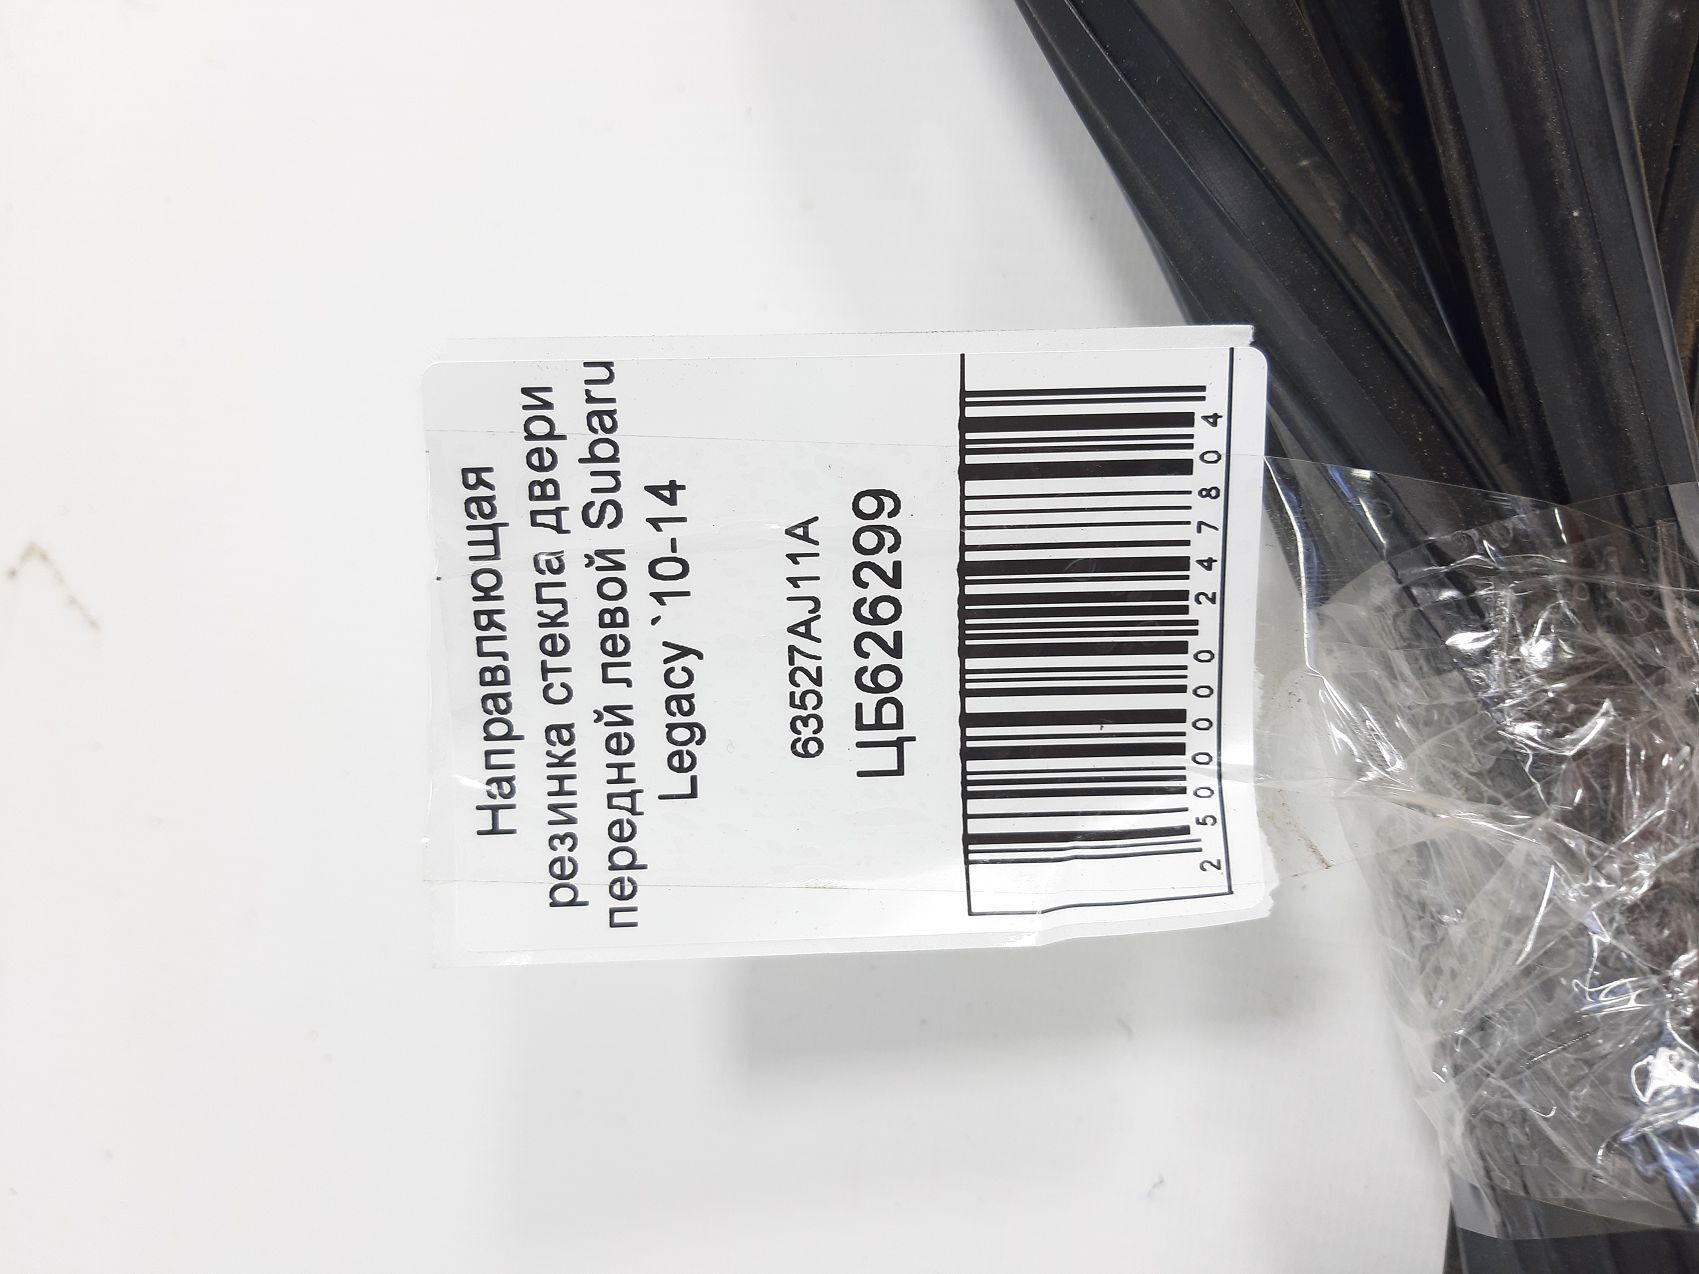 Направляющая
резинка стекла двери
передней левой Subaru
Legacy `10-14
63527AJ11A
ЦБ626299
2500000247804